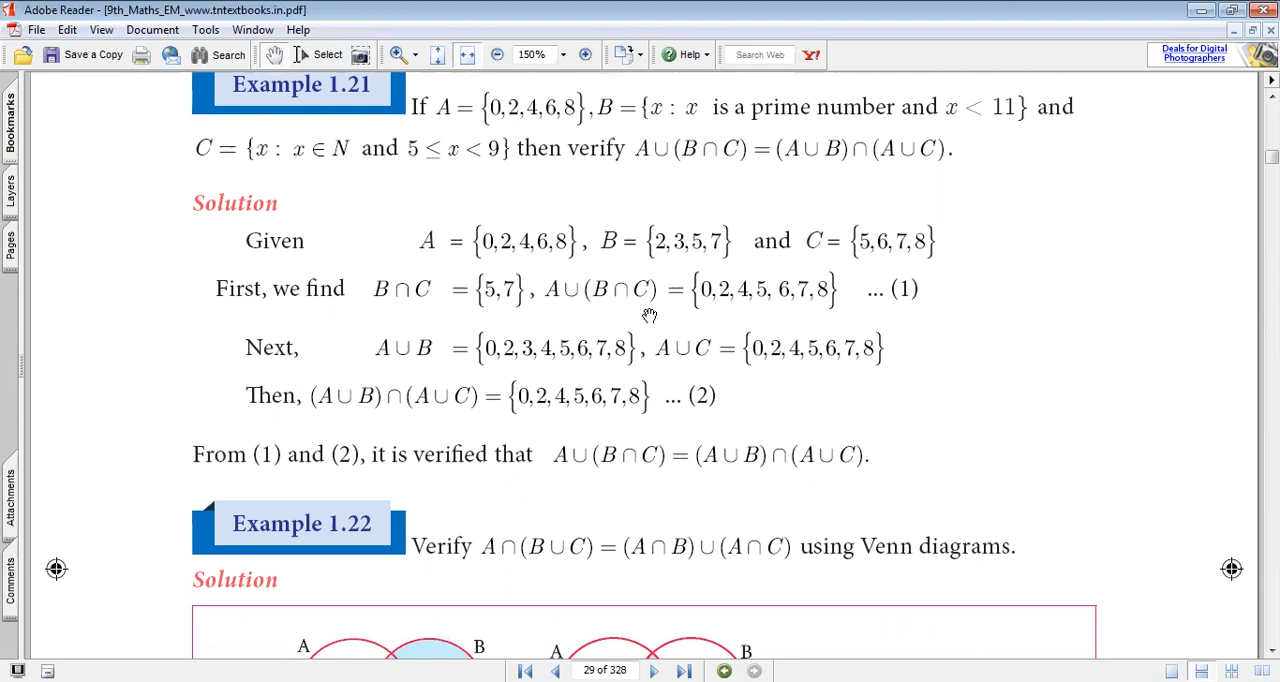 Adobe Reader - [9th_Maths_EM_www.tntextbooks.in.pdf]
File Edit View Document Tools Window Help
Save a Copy Search Select 150% Help Search Web Y! Deals for Digital Photographers
Bookmarks
Layers
Pages
Attachments
Comments
Example 1.21
If A = {0,2,4,6,8}, B = {x : x is a prime number and x < 11} and
C = {x : x ∈ N and 5 ≤ x < 9} then verify A∪(B∩C) = (A∪B)∩(A∪C).
Solution
Given A = {0,2,4,6,8}, B = {2,3,5,7} and C = {5,6,7,8}
First, we find B∩C = {5,7}, A∪(B∩C) = {0,2,4,5, 6,7,8} ... (1)
Next, A∪B = {0,2,3,4,5,6,7,8}, A∪C = {0,2,4,5,6,7,8}
Then, (A∪B)∩(A∪C) = {0,2,4,5,6,7,8} ... (2)
From (1) and (2), it is verified that A∪(B∩C) = (A∪B)∩(A∪C).
Example 1.22
Verify A∩(B∪C) = (A∩B)∪(A∩C) using Venn diagrams.
Solution
A B A B
29 of 328